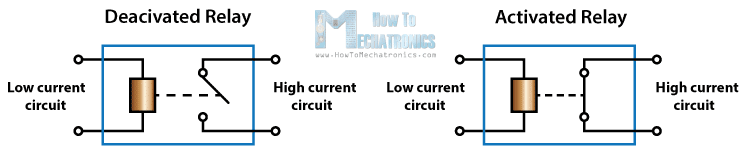 Deacivated Relay
How To
MECHATRONICS
www.HowToMechatronics.com
Activated Relay
Low current
circuit
High current
circuit
Low current
circuit
High current
circuit